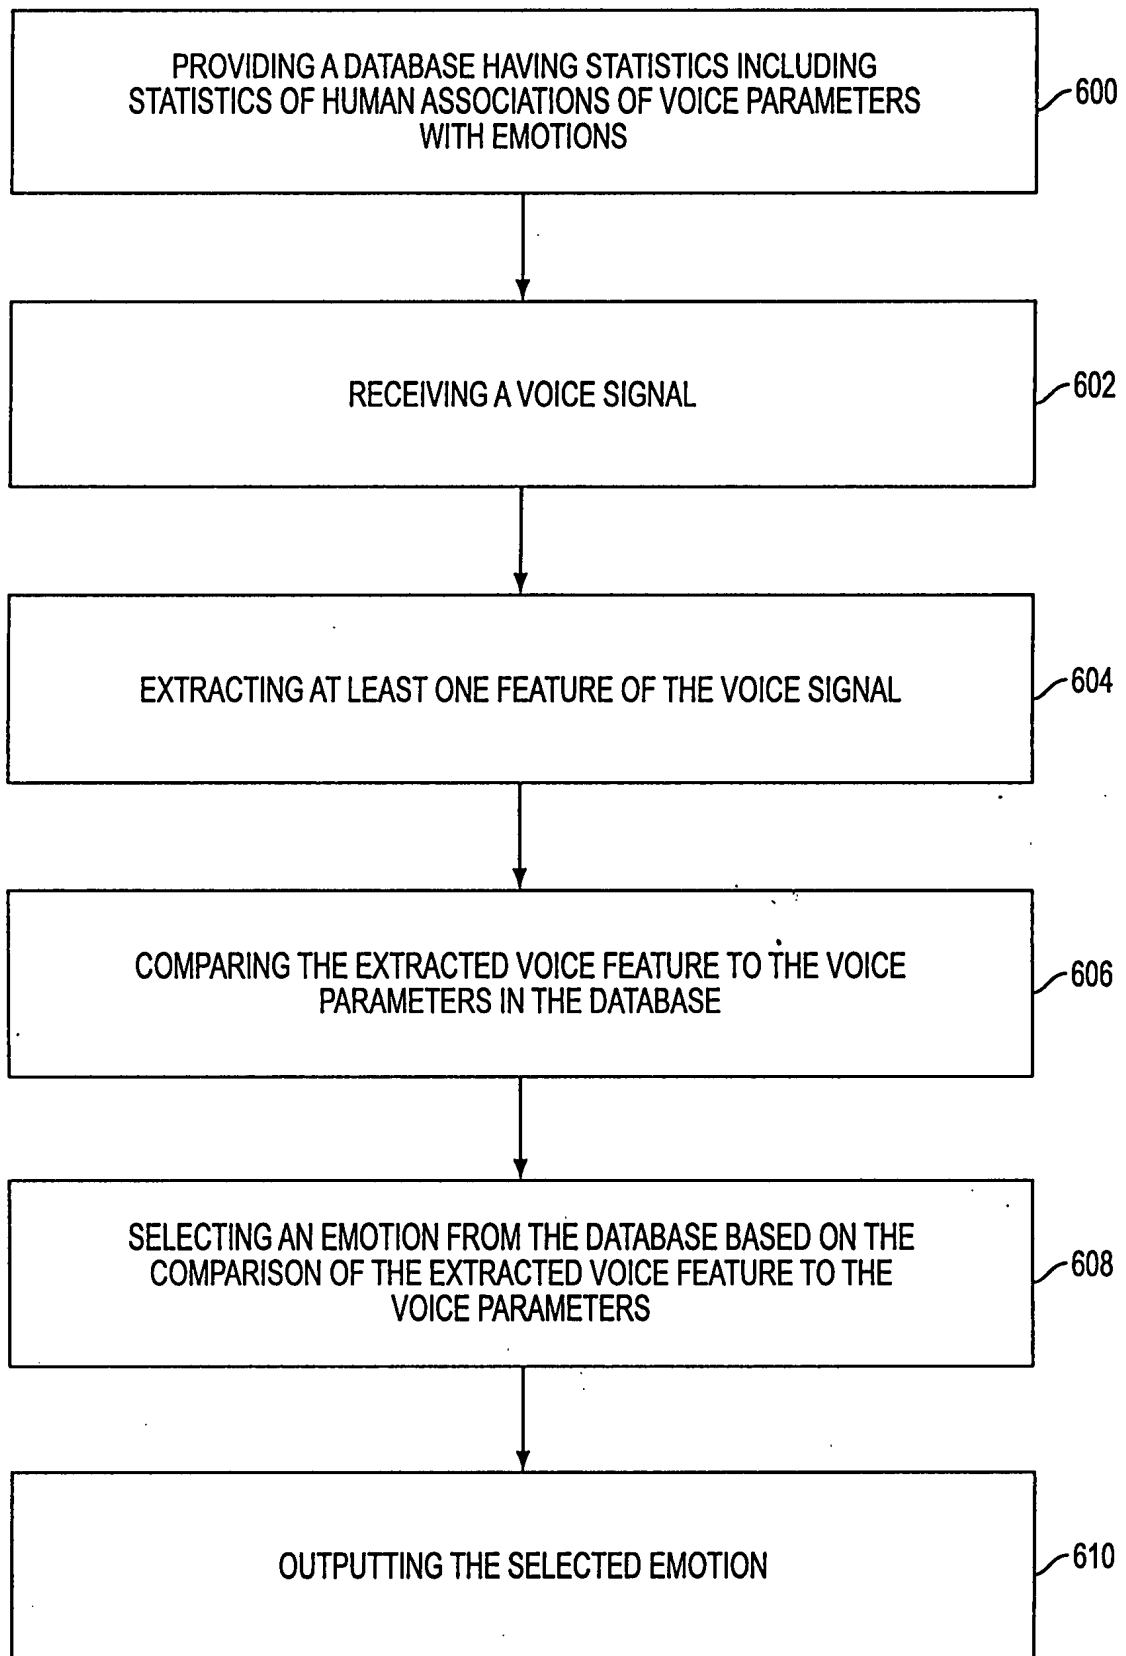 PROVIDING A DATABASE HAVING STATISTICS INCLUDING
STATISTICS OF HUMAN ASSOCIATIONS OF VOICE PARAMETERS
WITH EMOTIONS
600
RECEIVING A VOICE SIGNAL
602
EXTRACTING AT LEAST ONE FEATURE OF THE VOICE SIGNAL
604
COMPARING THE EXTRACTED VOICE FEATURE TO THE VOICE
PARAMETERS IN THE DATABASE
606
SELECTING AN EMOTION FROM THE DATABASE BASED ON THE
COMPARISON OF THE EXTRACTED VOICE FEATURE TO THE
VOICE PARAMETERS
608
OUTPUTTING THE SELECTED EMOTION
610